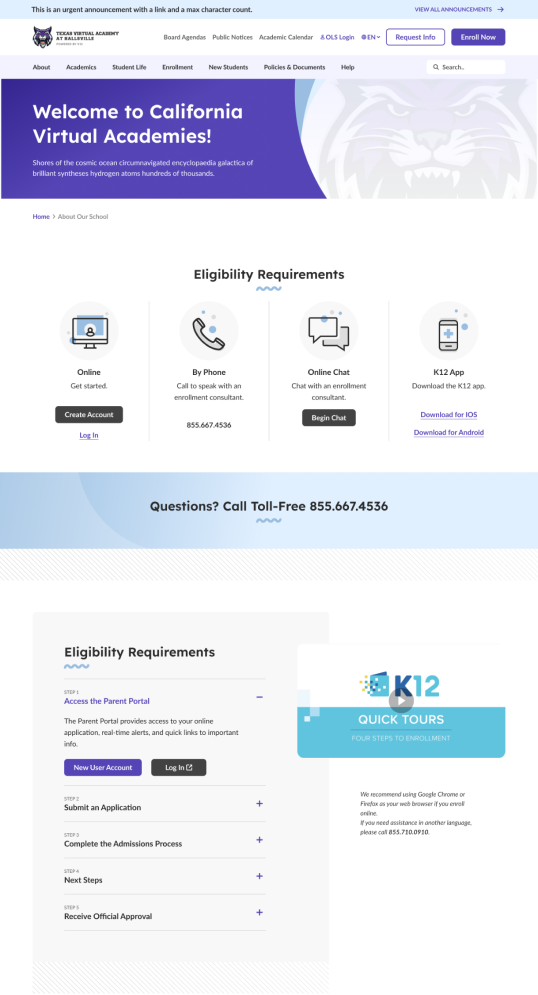 This is an urgent announcement with a link and a max character count.
VIEW ALL ANNOUNCEMENTS
TEXAS VIRTUAL ACADEMY
AT HALLSVILLE
POWERED BY K12
Board Agendas Public Notices Academic Calendar OLS Login EN Request Info Enroll Now
About Academics Student Life Enrollment New Students Policies & Documents Help Search..
Welcome to California
Virtual Academies!
Shores of the cosmic ocean circumnavigated encyclopaedia galactica of
brilliant syntheses hydrogen atoms hundreds of thousands.
Home > About Our School
Eligibility Requirements
Online
Get started.
Create Account
Log In
By Phone
Call to speak with an
enrollment consultant.
855.667.4536
Online Chat
Chat with an enrollment
consultant.
Begin Chat
K12 App
Download the K12 app.
Download for IOS
Download for Android
Questions? Call Toll-Free 855.667.4536
Eligibility Requirements
STEP 1
Access the Parent Portal
The Parent Portal provides access to your online
application, real-time alerts, and quick links to important
info.
New User Account
Log In
STEP 2
Submit an Application
STEP 3
Complete the Admissions Process
STEP 4
Next Steps
STEP 5
Receive Official Approval
K12
QUICK TOURS
FOUR STEPS TO ENROLLMENT
We recommend using Google Chrome or
Firefox as your web browser if you enroll
online.
If you need assistance in another language,
please call 855.710.0910.